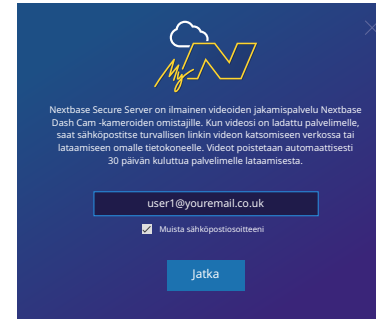 My N
Nextbase Secure Server on ilmainen videoiden jakamispalvelu Nextbase
Dash Cam -kameroiden omistajille. Kun videosi on ladattu palvelimelle,
saat sähköpostitse turvallisen linkin videon katsomiseen verkossa tai
lataamiseen omalle tietokoneelle. Videot poistetaan automaattisesti
30 päivän kuluttua palvelimelle lataamisesta.
user1@youremail.co.uk
Muista sähköpostiosoitteeni
Jatka